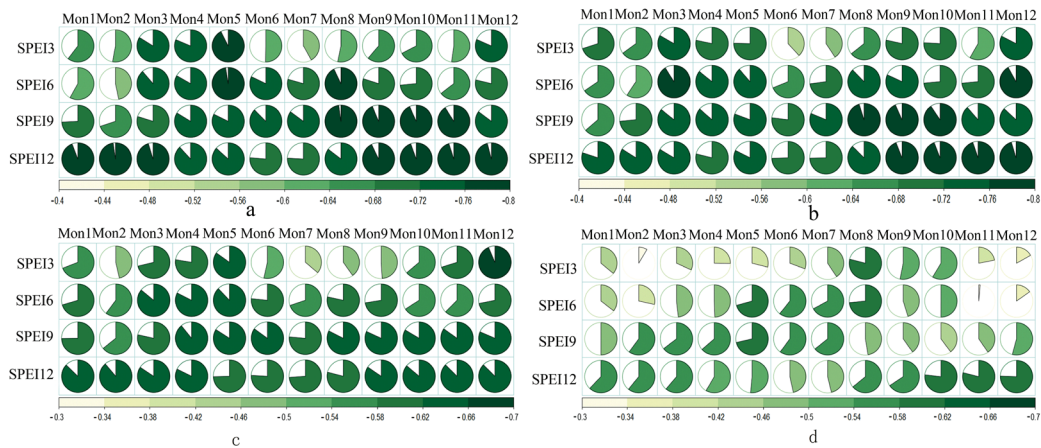 Mon1 Mon2 Mon3 Mon4 Mon5 Mon6 Mon7 Mon8 Mon9 Mon10 Mon11 Mon12
SPEI3
SPEI6
SPEI9
SPEI12
-0.4 -0.44 -0.48 -0.52 -0.56 -0.6 -0.64 -0.68 -0.72 -0.76 -0.8
a
Mon1 Mon2 Mon3 Mon4 Mon5 Mon6 Mon7 Mon8 Mon9 Mon10 Mon11 Mon12
SPEI3
SPEI6
SPEI9
SPEI12
-0.4 -0.44 -0.48 -0.52 -0.56 -0.6 -0.64 -0.68 -0.72 -0.76 -0.8
b
Mon1 Mon2 Mon3 Mon4 Mon5 Mon6 Mon7 Mon8 Mon9 Mon10 Mon11 Mon12
SPEI3
SPEI6
SPEI9
SPEI12
-0.3 -0.34 -0.38 -0.42 -0.46 -0.5 -0.54 -0.58 -0.62 -0.66 -0.7
c
Mon1 Mon2 Mon3 Mon4 Mon5 Mon6 Mon7 Mon8 Mon9 Mon10 Mon11 Mon12
SPEI3
SPEI6
SPEI9
SPEI12
-0.3 -0.34 -0.38 -0.42 -0.46 -0.5 -0.54 -0.58 -0.62 -0.66 -0.7
d